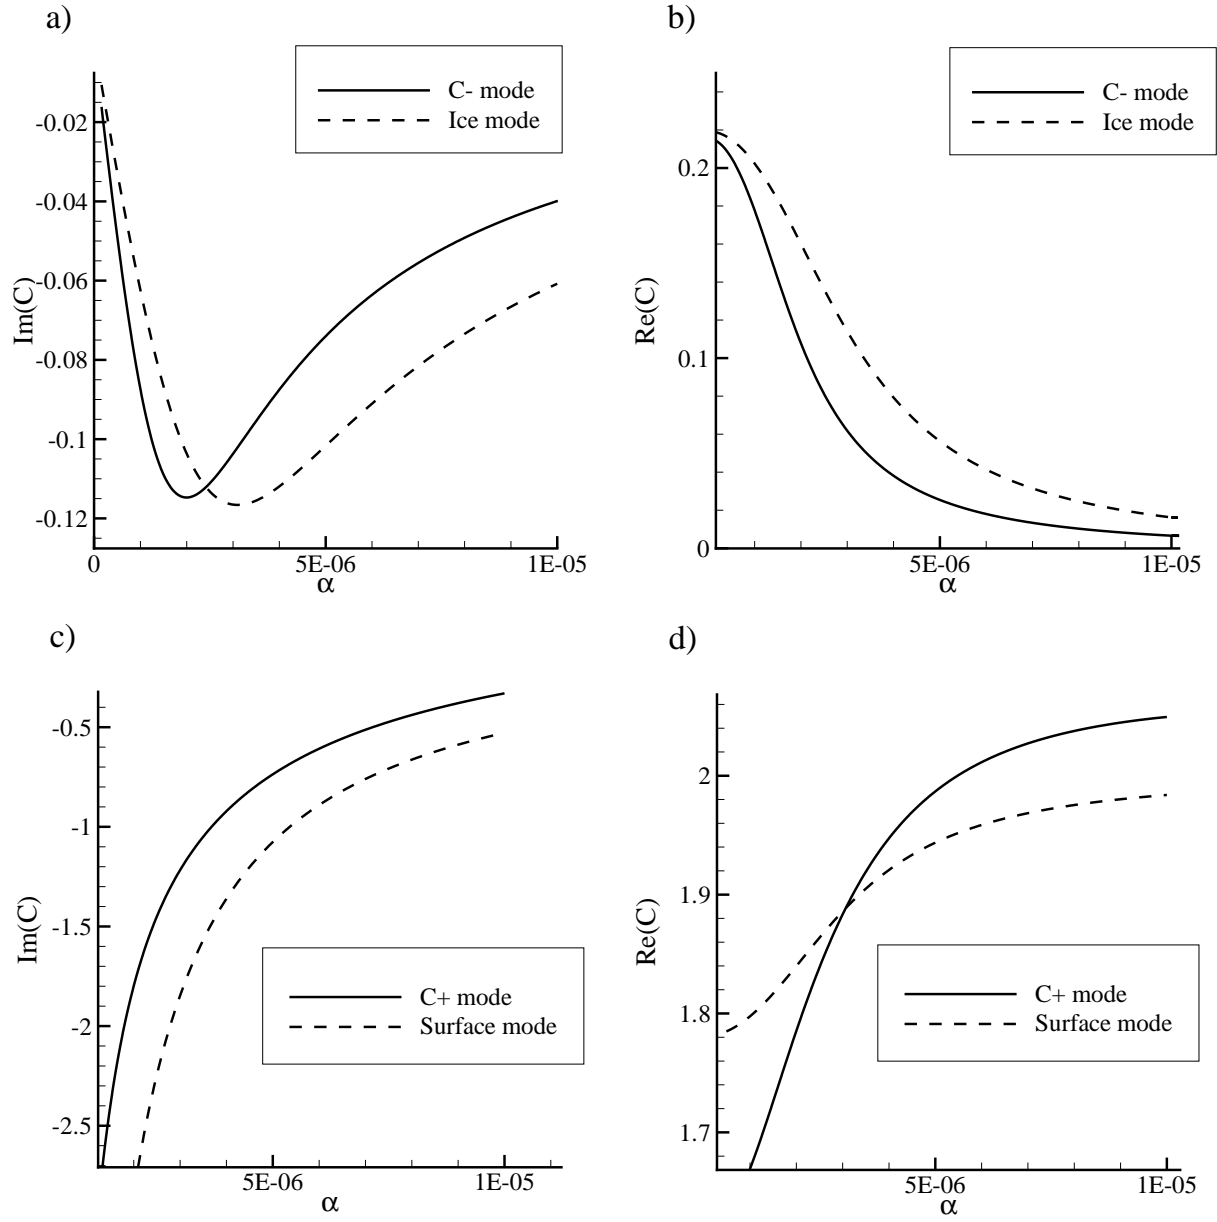 a)
C- mode
Ice mode
-0.02
-0.04
-0.06
-0.08
-0.1
-0.12
Im(C)
0
5E-06
1E-05
α
b)
C- mode
Ice mode
0.2
0.1
0
Re(C)
5E-06
1E-05
α
c)
-0.5
-1
-1.5
-2
-2.5
Im(C)
C+ mode
Surface mode
5E-06
1E-05
α
d)
2
1.9
1.8
1.7
Re(C)
C+ mode
Surface mode
5E-06
1E-05
α